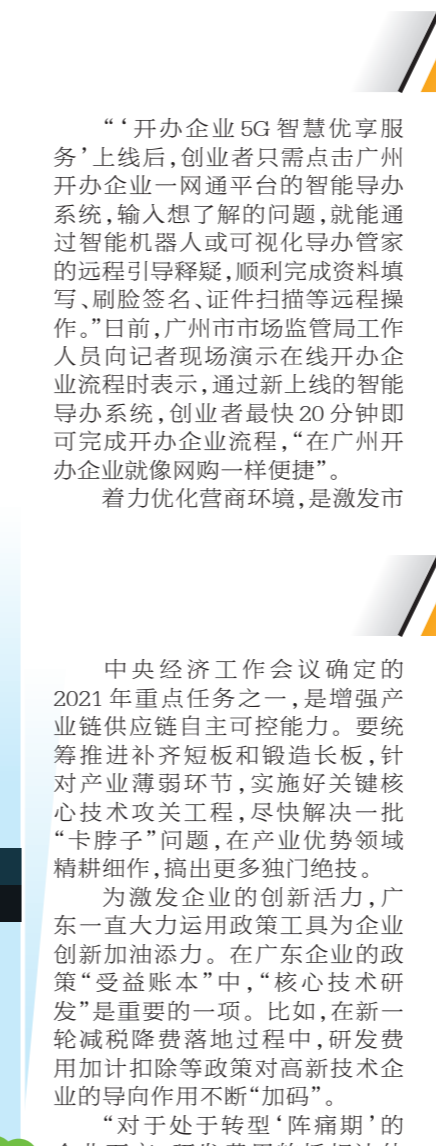 “‘开办企业 5G 智慧优享服
务’上线后,创业者只需点击广州
开办企业一网通平台的智能导办
系统,输入想了解的问题,就能通
过智能机器人或可视化导办管家
的远程引导释疑,顺利完成资料填
写、刷脸签名、证件扫描等远程操
作。”日前,广州市市场监管局工作
人员向记者现场演示在线开办企
业流程时表示,通过新上线的智能
导办系统,创业者最快 20 分钟即
可完成开办企业流程,“在广州开
办企业就像网购一样便捷”。
着力优化营商环境,是激发市
中央经济工作会议确定的
2021 年重点任务之一,是增强产
业链供应链自主可控能力。要统
筹推进补齐短板和锻造长板,针
对产业薄弱环节,实施好关键核
心技术攻关工程,尽快解决一批
“卡脖子”问题,在产业优势领域
精耕细作,搞出更多独门绝技。
为激发企业的创新活力,广
东一直大力运用政策工具为企业
创新加油添力。在广东企业的政
策“受益账本”中,“核心技术研
发”是重要的一项。比如,在新一
轮减税降费落地过程中,研发费
用加计扣除等政策对高新技术企
业的导向作用不断“加码”。
“对于处于转型‘阵痛期’的